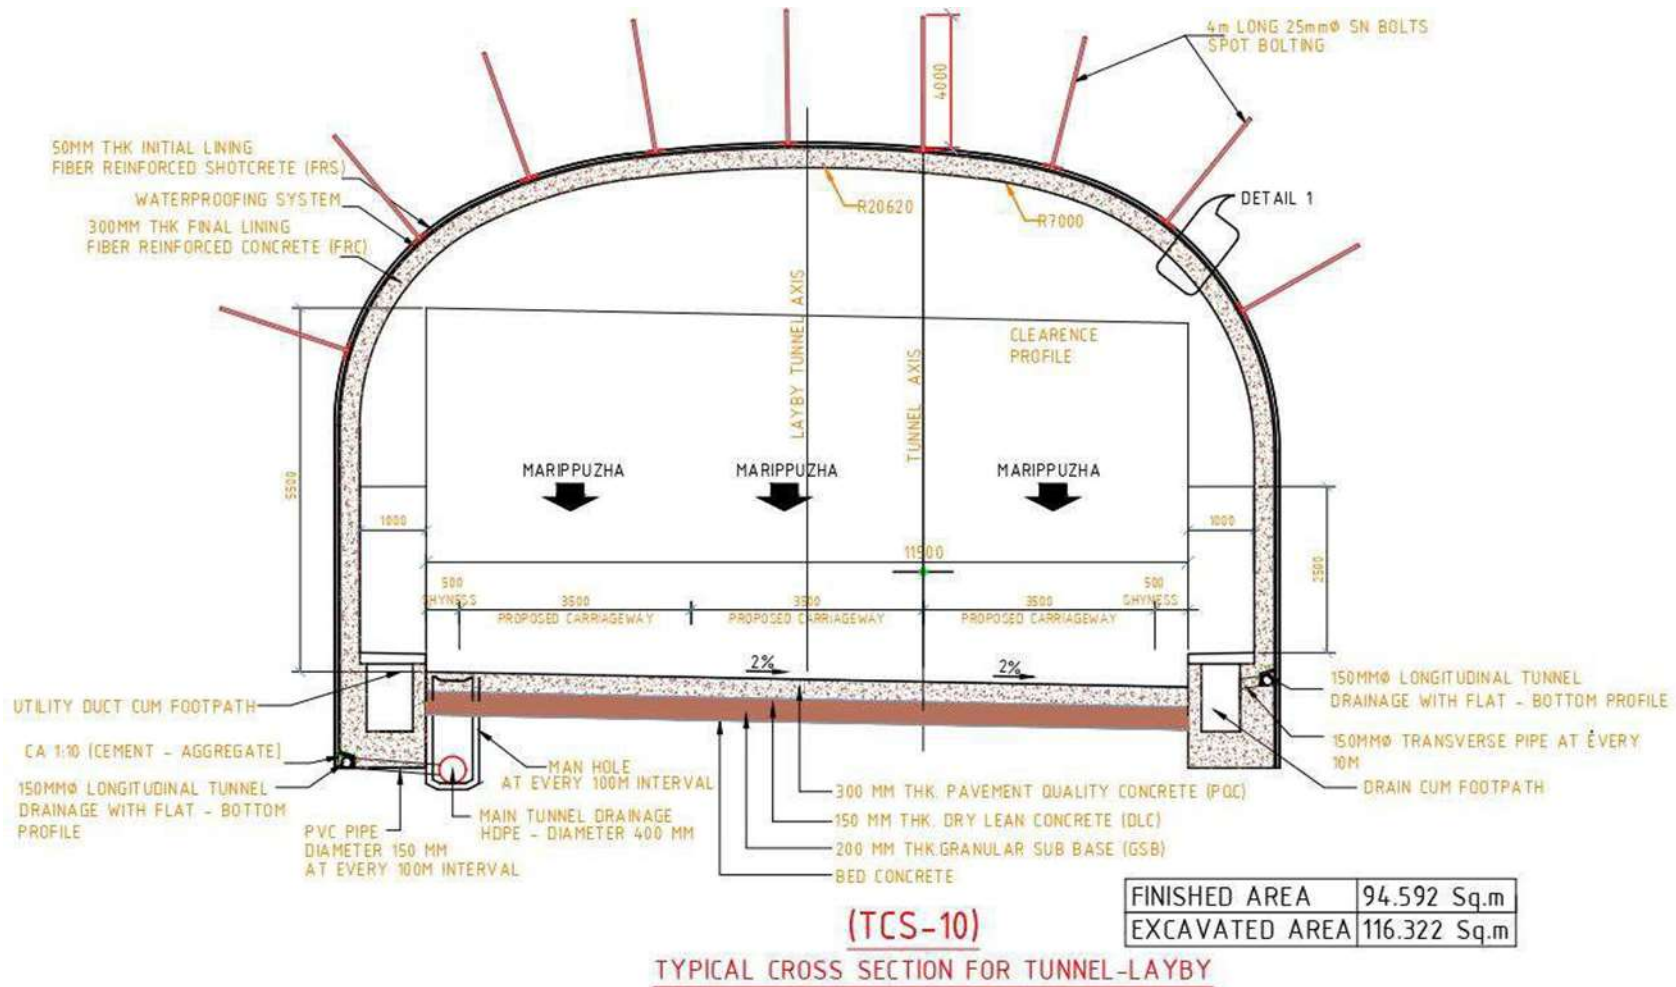 4m LONG 25mmØ SN BOLTS
SPOT BOLTING
4000
50MM THK INITIAL LINING
FIBER REINFORCED SHOTCRETE (FRS)
WATERPROOFING SYSTEM
300MM THK FINAL LINING
FIBER REINFORCED CONCRETE (FRC)
R20620
R7000
DETAIL 1
LAYBY TUNNEL AXIS
TUNNEL AXIS
CLEARENCE
PROFILE
MARIPPUZHA
MARIPPUZHA
MARIPPUZHA
5500
1000
1000
11500
2500
500
SHYNESS
3500
PROPOSED CARRIAGEWAY
3500
PROPOSED CARRIAGEWAY
3500
PROPOSED CARRIAGEWAY
500
SHYNESS
2%
2%
UTILITY DUCT CUM FOOTPATH
CA 1:10 (CEMENT - AGGREGATE)
150MMØ LONGITUDINAL TUNNEL
DRAINAGE WITH FLAT - BOTTOM
PROFILE
PVC PIPE
DIAMETER 150 MM
AT EVERY 100M INTERVAL
MAN HOLE
AT EVERY 100M INTERVAL
MAIN TUNNEL DRAINAGE
HDPE - DIAMETER 400 MM
300 MM THK. PAVEMENT QUALITY CONCRETE (PQC)
150 MM THK. DRY LEAN CONCRETE (DLC)
200 MM THK.GRANULAR SUB BASE (GSB)
BED CONCRETE
150MMØ LONGITUDINAL TUNNEL
DRAINAGE WITH FLAT - BOTTOM PROFILE
150MMØ TRANSVERSE PIPE AT EVERY
10M
DRAIN CUM FOOTPATH
FINISHED AREA 94.592 Sq.m
EXCAVATED AREA 116.322 Sq.m
(TCS-10)
TYPICAL CROSS SECTION FOR TUNNEL-LAYBY